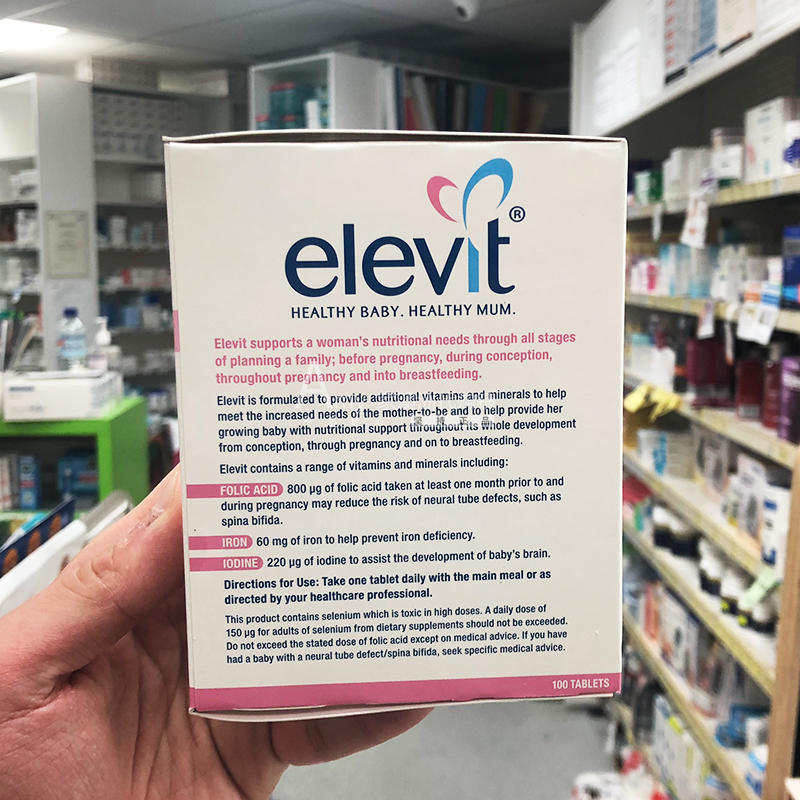 elevit®
HEALTHY BABY. HEALTHY MUM.
Elevit supports a woman's nutritional needs through all stages
of planning a family; before pregnancy, during conception,
throughout pregnancy and into breastfeeding.
Elevit is formulated to provide additional vitamins and minerals to help
meet the increased needs of the mother-to-be and to help provide her
growing baby with nutritional support throughout its whole development
from conception, through pregnancy and on to breastfeeding.
Elevit contains a range of vitamins and minerals including:
FOLIC ACID 800 µg of folic acid taken at least one month prior to and
during pregnancy may reduce the risk of neural tube defects, such as
spina bifida.
IRON 60 mg of iron to help prevent iron deficiency.
IODINE 220 µg of iodine to assist the development of baby's brain.
Directions for Use: Take one tablet daily with the main meal or as
directed by your healthcare professional.
This product contains selenium which is toxic in high doses. A daily dose of
150 µg for adults of selenium from dietary supplements should not be exceeded.
Do not exceed the stated dose of folic acid except on medical advice. If you have
had a baby with a neural tube defect/spina bifida, seek specific medical advice.
100 TABLETS